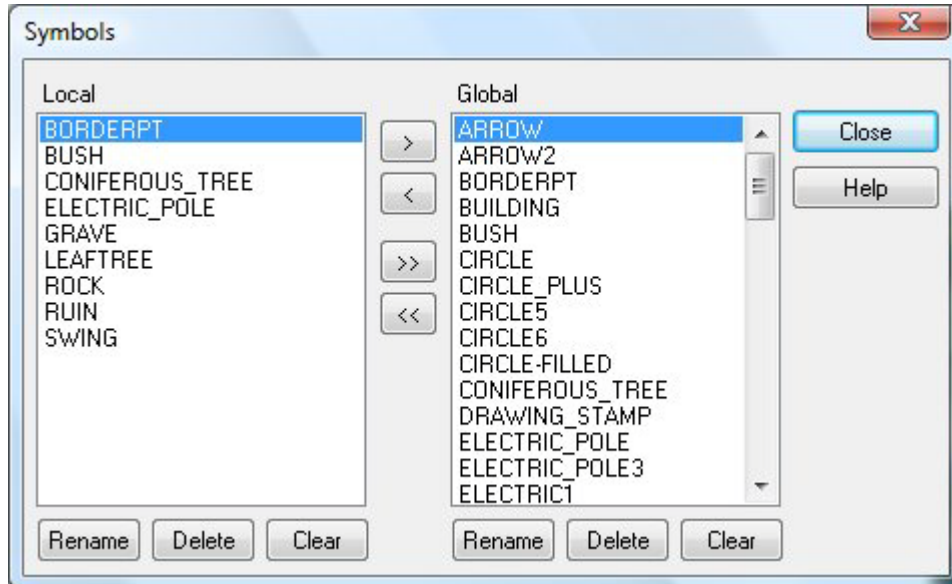 Symbols
Local
BORDERPT
BUSH
CONIFEROUS_TREE
ELECTRIC_POLE
GRAVE
LEAFTREE
ROCK
RUIN
SWING
>
<
>>
<<
Rename
Delete
Clear
Global
ARROW
ARROW2
BORDERPT
BUILDING
BUSH
CIRCLE
CIRCLE_PLUS
CIRCLE5
CIRCLE6
CIRCLE-FILLED
CONIFEROUS_TREE
DRAWING_STAMP
ELECTRIC_POLE
ELECTRIC_POLE3
ELECTRIC1
Rename
Delete
Clear
Close
Help